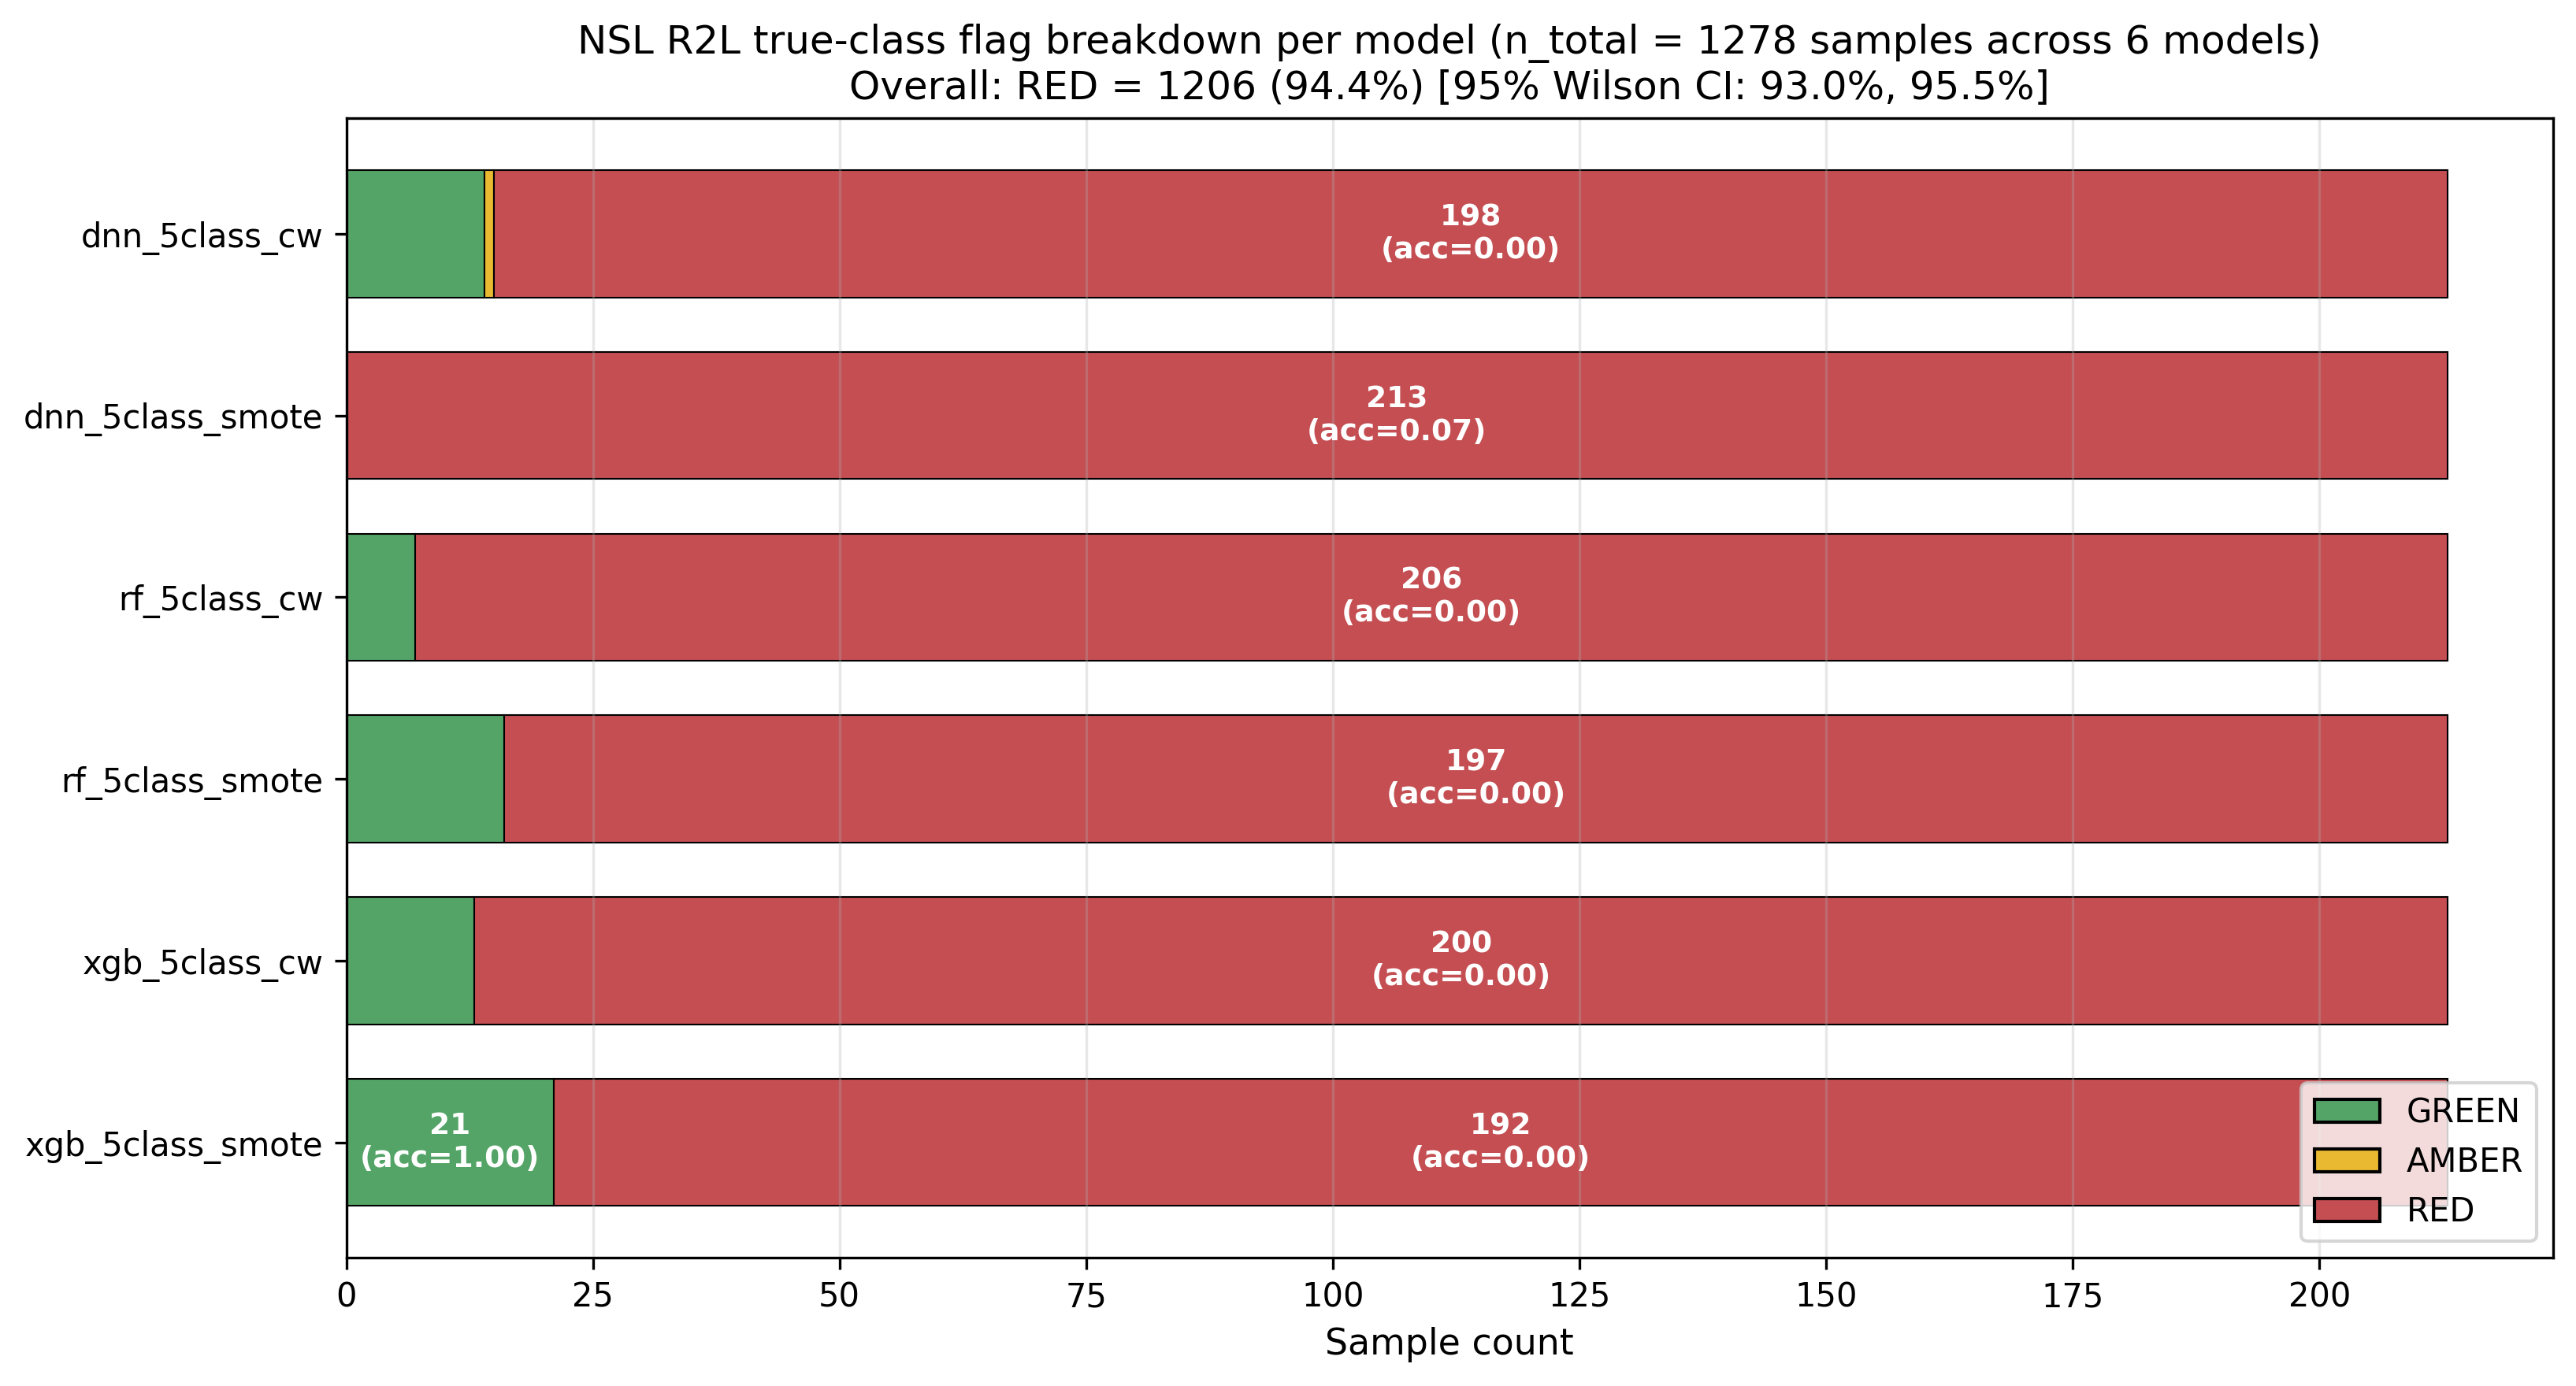 NSL R2L true-class flag breakdown per model (n_total = 1278 samples across 6 models)
Overall: RED = 1206 (94.4%) [95% Wilson CI: 93.0%, 95.5%]
dnn_5class_cw
198
(acc=0.00)
dnn_5class_smote
213
(acc=0.07)
rf_5class_cw
206
(acc=0.00)
rf_5class_smote
197
(acc=0.00)
xgb_5class_cw
200
(acc=0.00)
xgb_5class_smote
21
(acc=1.00)
192
(acc=0.00)
GREEN
AMBER
RED
0 25 50 75 100 125 150 175 200
Sample count